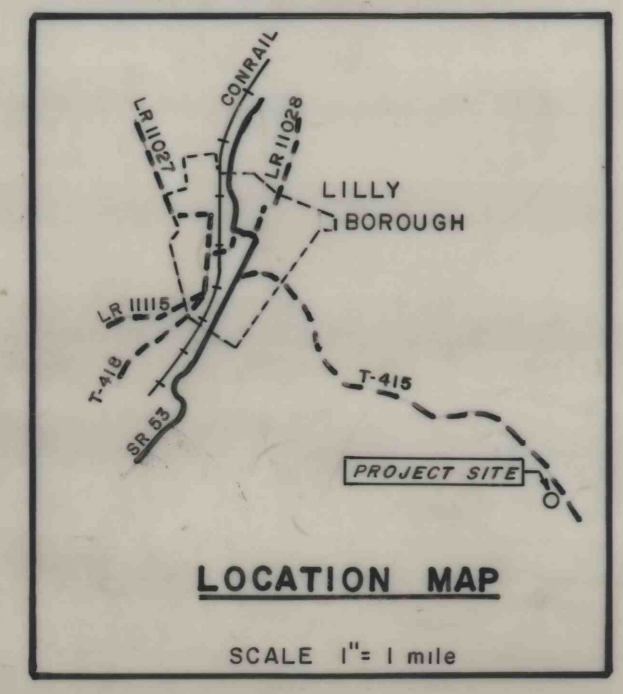 CONRAIL
LR 11027
LR 11028
LILLY
BOROUGH
LR 11115
T-418
T-415
SR 53
PROJECT SITE
LOCATION MAP
SCALE 1"= 1 mile